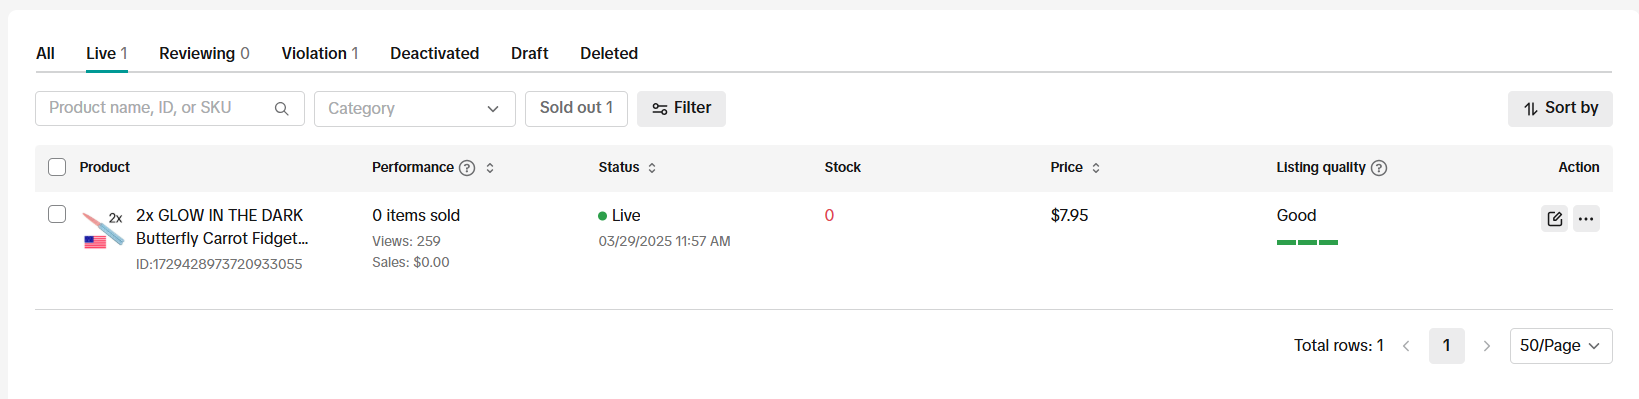 All Live 1 Reviewing 0 Violation 1 Deactivated Draft Deleted
Product name, ID, or SKU Category Sold out 1 Filter Sort by
Product Performance ? Status Stock Price Listing quality ? Action
2x 2x GLOW IN THE DARK 0 items sold Live 0 $7.95 Good
Butterfly Carrot Fidget... Views: 259 03/29/2025 11:57 AM
ID:1729428973720933055 Sales: $0.00
Total rows: 1 1 50/Page